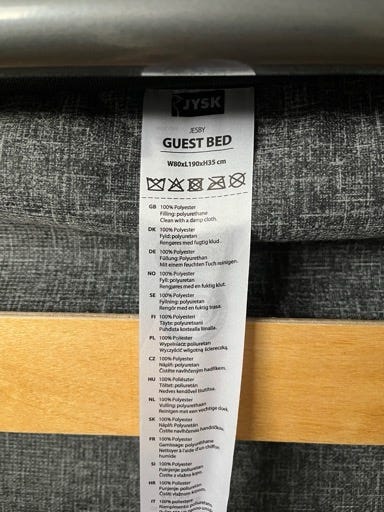 JYSK
JESBY
GUEST BED
W80xL190xH35 cm
GB 100% Polyester
Filling: polyurethane
Clean with a damp cloth.
DK 100% Polyester
Fyld: polyuretan
Rengøres med fugtig klud.
DE 100% Polyester
Füllung: Polyurethan
Mit einem feuchten Tuch reinigen.
NO 100% Polyester
Fyll: polyuretan
Rengjøres med en fuktig klut.
SE 100% Polyester
Fyllning: polyuretan
Rengör med en fuktig trasa.
FI 100% Polyester
Täyte: polyuretaani
Puhdista kostealla liinalla.
PL 100% Poliester
Wypełniacz: poliuretan
Wyczyścić wilgotną ściereczką.
CZ 100% Polyester
Náplň: polyuretan
Čistěte navlhčeným hadříkem.
HU 100% Poliészter
Töltet: poliuretán
Nedves kendővel tisztítsa.
NL 100% Polyester
Vulling: polyurethaan
Reinigen met een vochtige doek.
SK 100% Polyester
Náplň: Polyuretán
Čistite navlhčenou handričkou.
FR 100% Polyester
Garnissage: polyuréthane
Nettoyer à l'aide d'un chiffon
humide
SI 100% Poliester
Polnjenje: poliuretan
Čistite z vlažno krpo.
HR 100% Poliester
Punjenje: poliuretan
Čistiti vlažnom krpom.
IT 100% poliestere